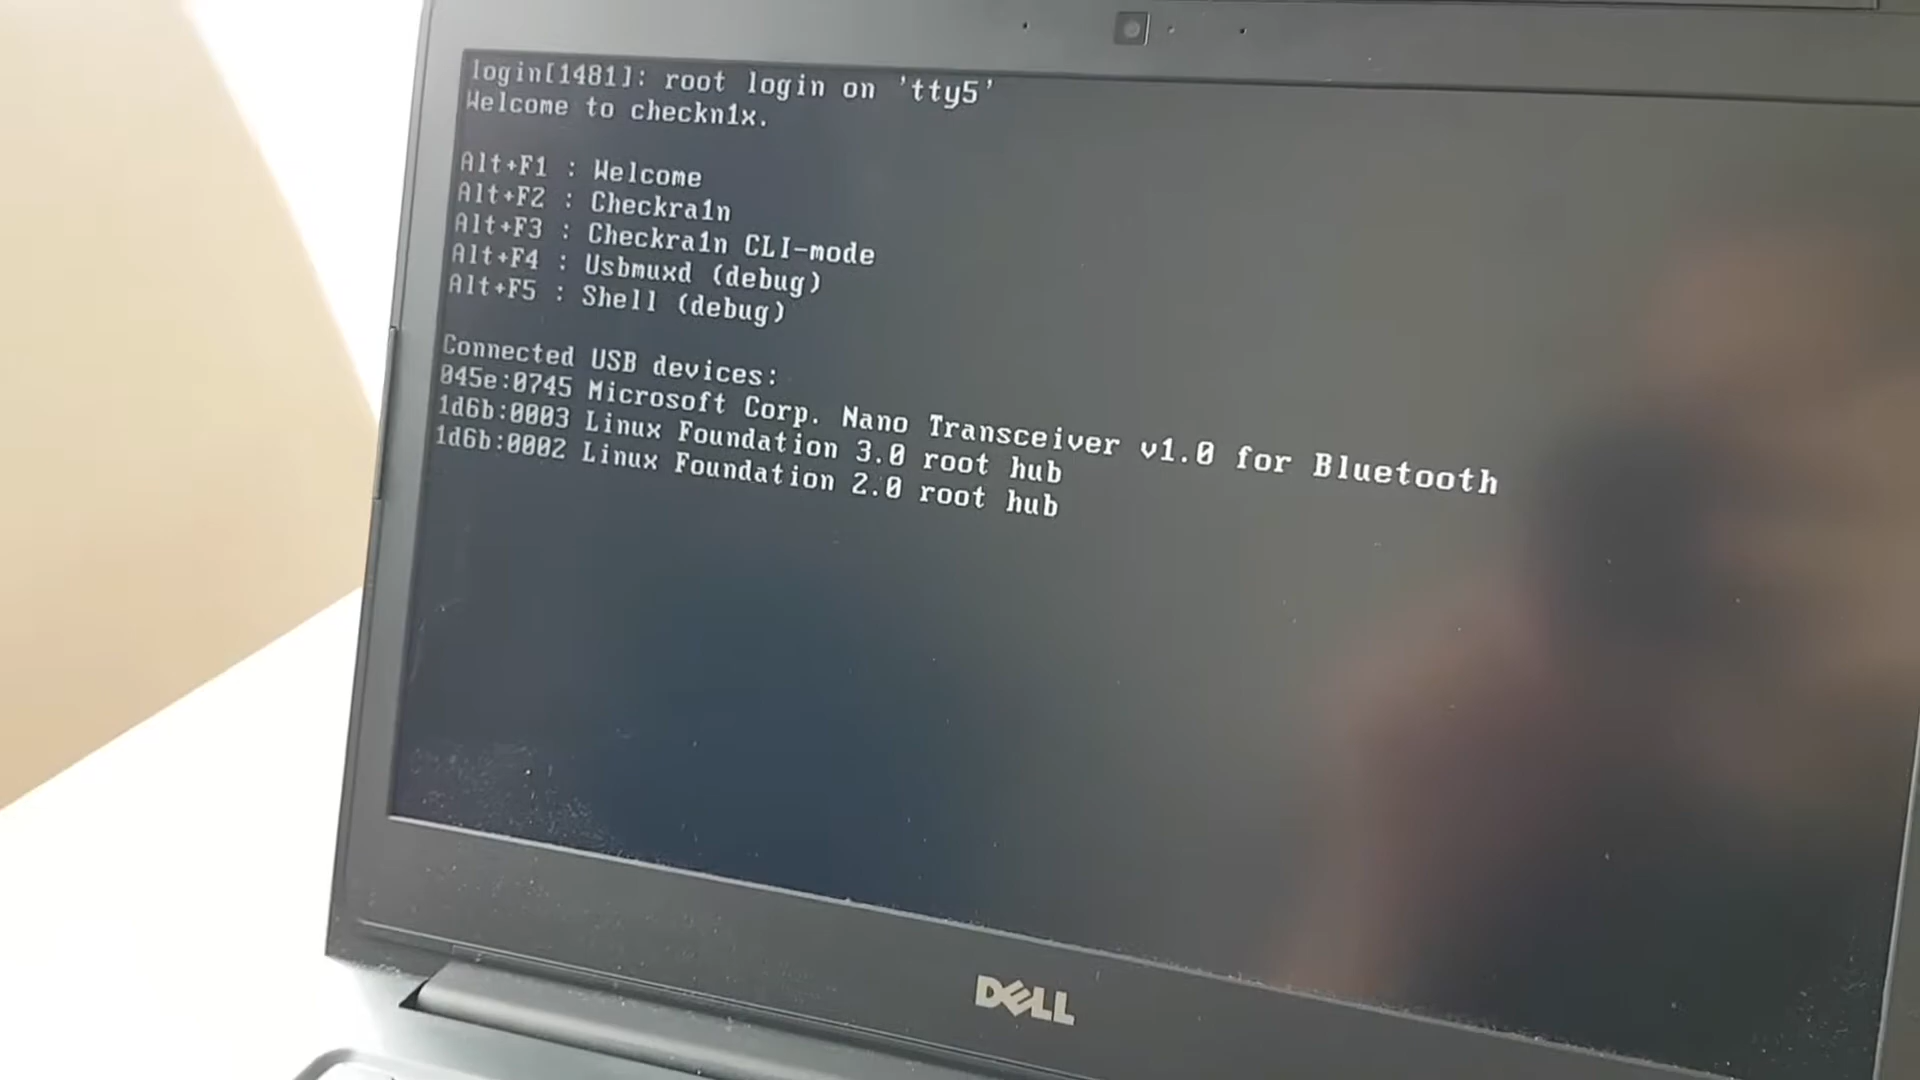 login[1481]: root login on 'tty5'
Welcome to checkn1x.
Alt+F1 : Welcome
Alt+F2 : Checkra1n
Alt+F3 : Checkra1n CLI-mode
Alt+F4 : Usbmuxd (debug)
Alt+F5 : Shell (debug)
Connected USB devices:
045e:0745 Microsoft Corp. Nano Transceiver v1.0 for Bluetooth
1d6b:0003 Linux Foundation 3.0 root hub
1d6b:0002 Linux Foundation 2.0 root hub
DELL